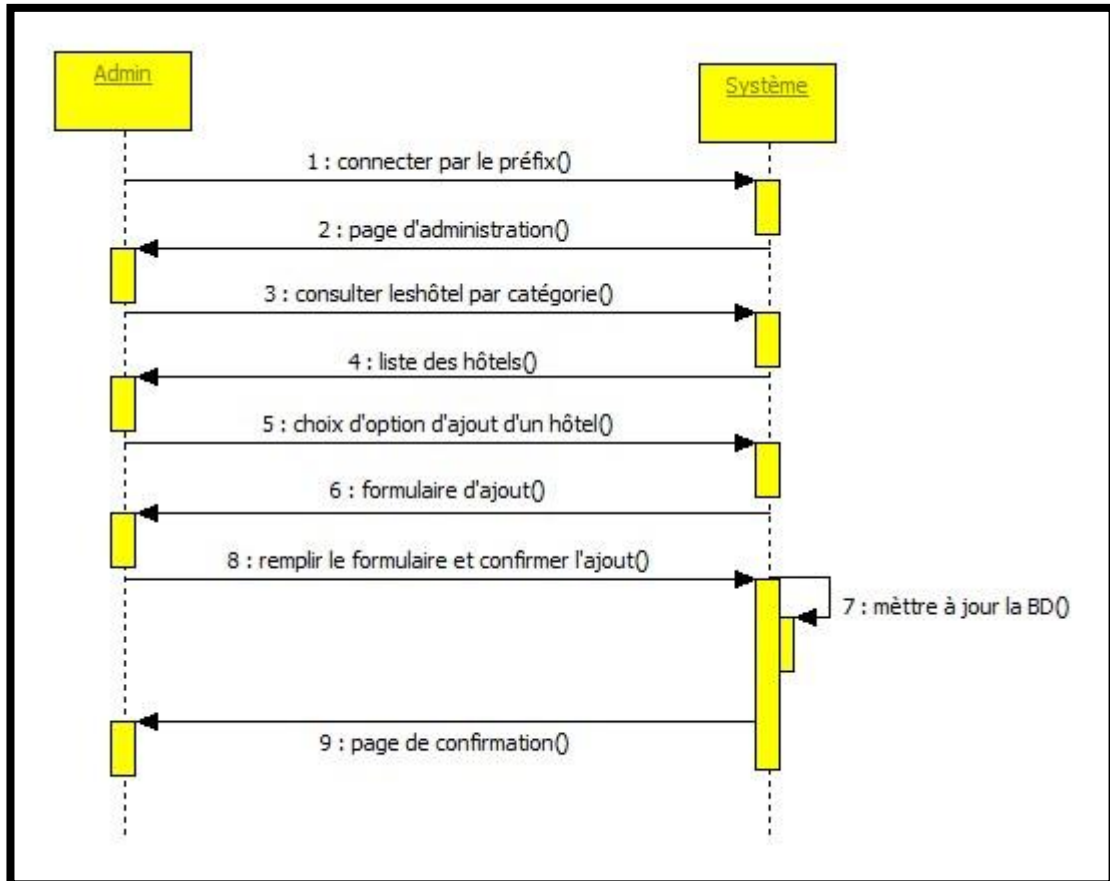 Admin
Système
1 : connecter par le préfix()
2 : page d'administration()
3 : consulter leshôtel par catégorie()
4 : liste des hôtels()
5 : choix d'option d'ajout d'un hôtel()
6 : formulaire d'ajout()
8 : remplir le formulaire et confirmer l'ajout()
7 : mèttre à jour la BD()
9 : page de confirmation()